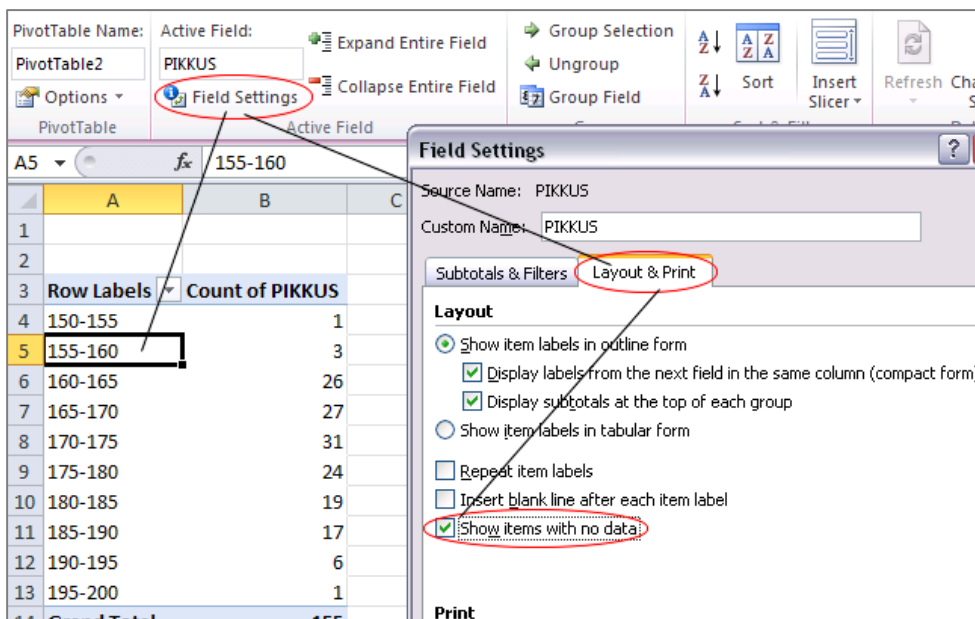 PivotTable Name:
PivotTable2
Options
PivotTable
Active Field:
PIKKUS
Field Settings
Expand Entire Field
Collapse Entire Field
Active Field
Group Selection
Ungroup
Group Field
A
Z
Z
A
A Z
Z A
Sort
Insert
Slicer
Refresh
A5
fx
155-160
A B C
1
2
3 Row Labels Count of PIKKUS
4 150-155 1
5 155-160 3
6 160-165 26
7 165-170 27
8 170-175 31
9 175-180 24
10 180-185 19
11 185-190 17
12 190-195 6
13 195-200 1
Field Settings
?
Source Name: PIKKUS
Custom Name: PIKKUS
Subtotals & Filters
Layout & Print
Layout
Show item labels in outline form
Display labels from the next field in the same column (compact form)
Display subtotals at the top of each group
Show item labels in tabular form
Repeat item labels
Insert blank line after each item label
Show items with no data
Print